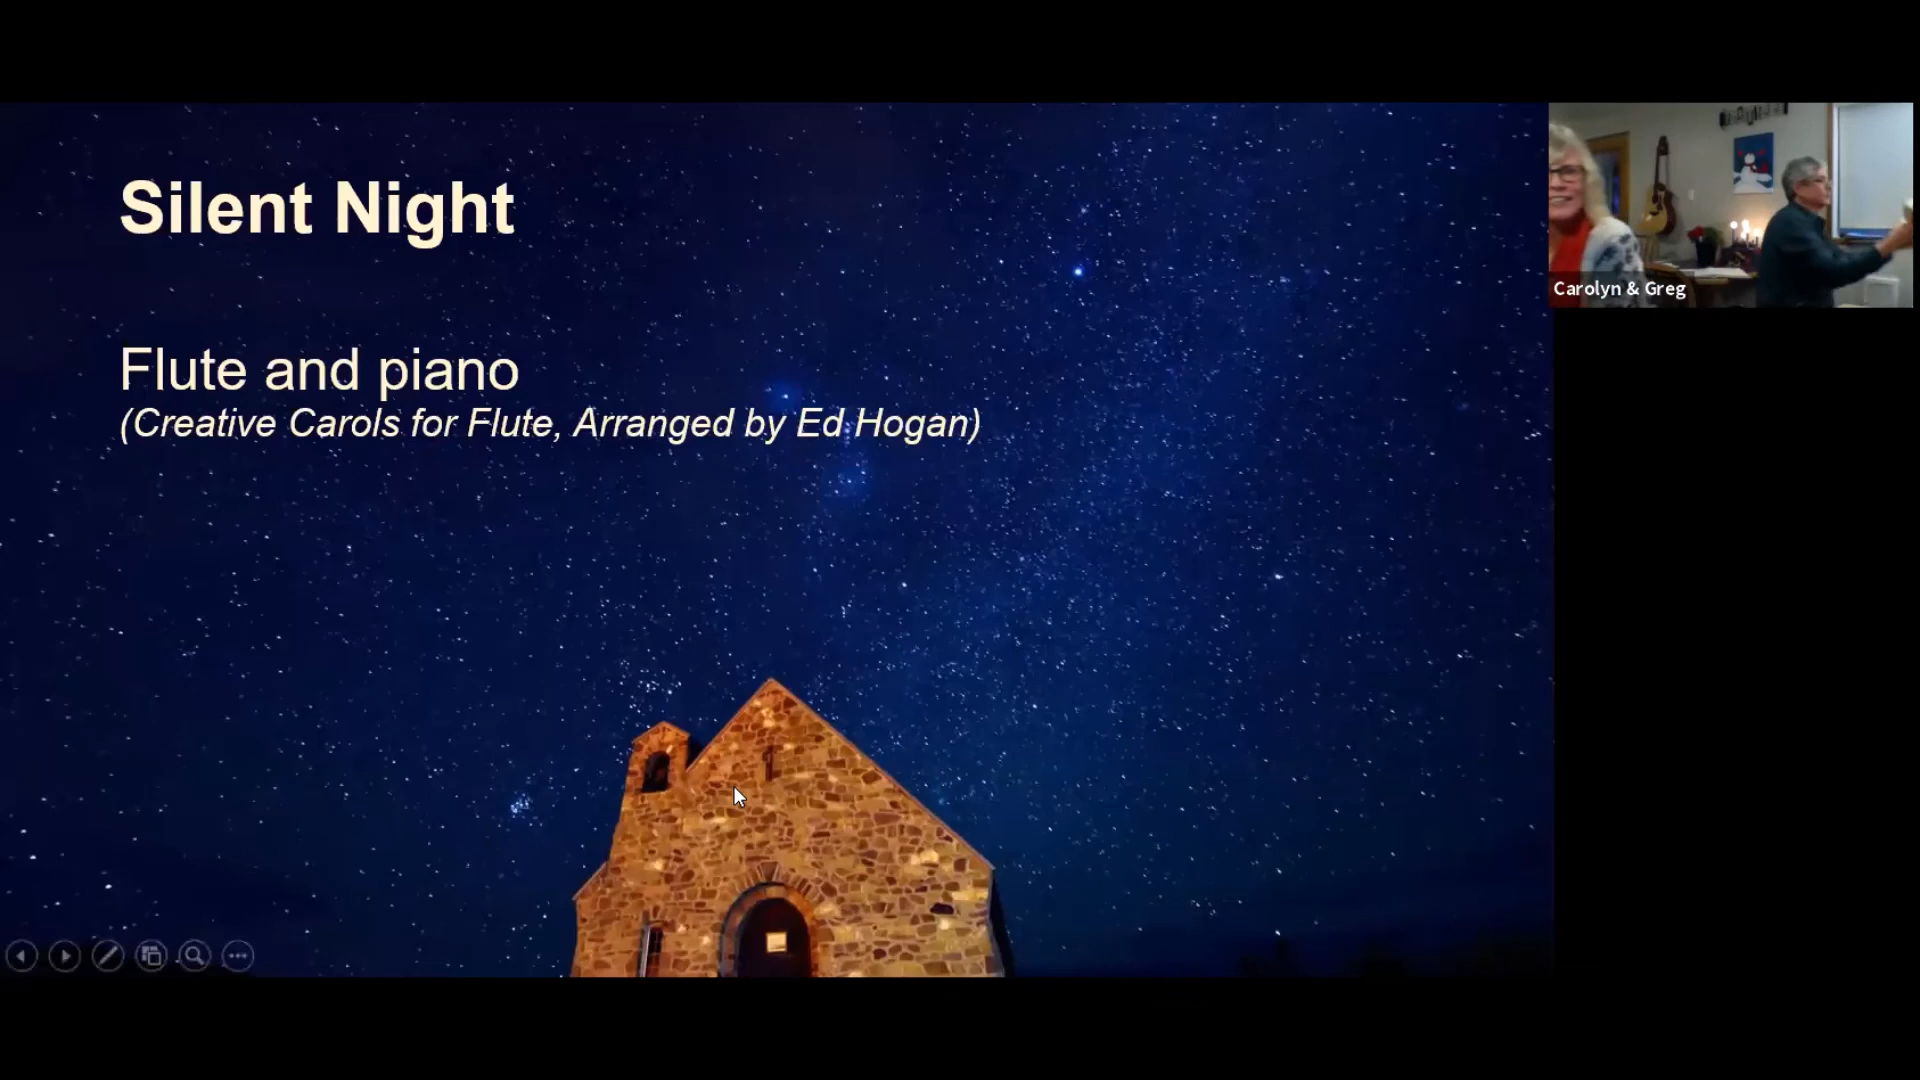 Silent Night
Flute and piano
(Creative Carols for Flute, Arranged by Ed Hogan)
Carolyn & Greg